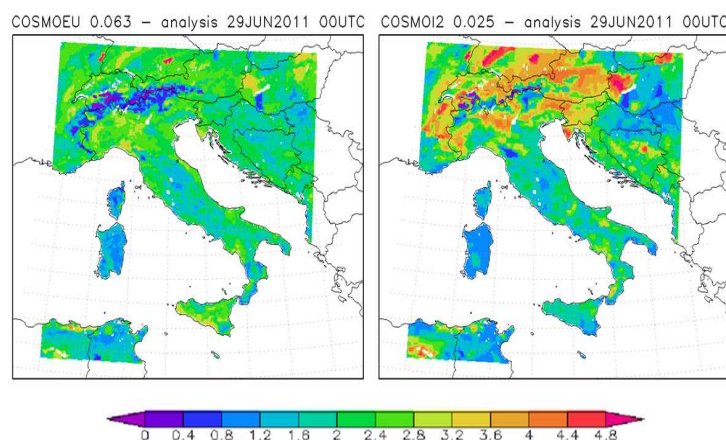 COSMOEU 0.063 – analysis 29JUN2011 00UTC
COSMOI2 0.025 – analysis 29JUN2011 00UTC
0 0.4 0.8 1.2 1.6 2 2.4 2.8 3.2 3.6 4 4.4 4.8